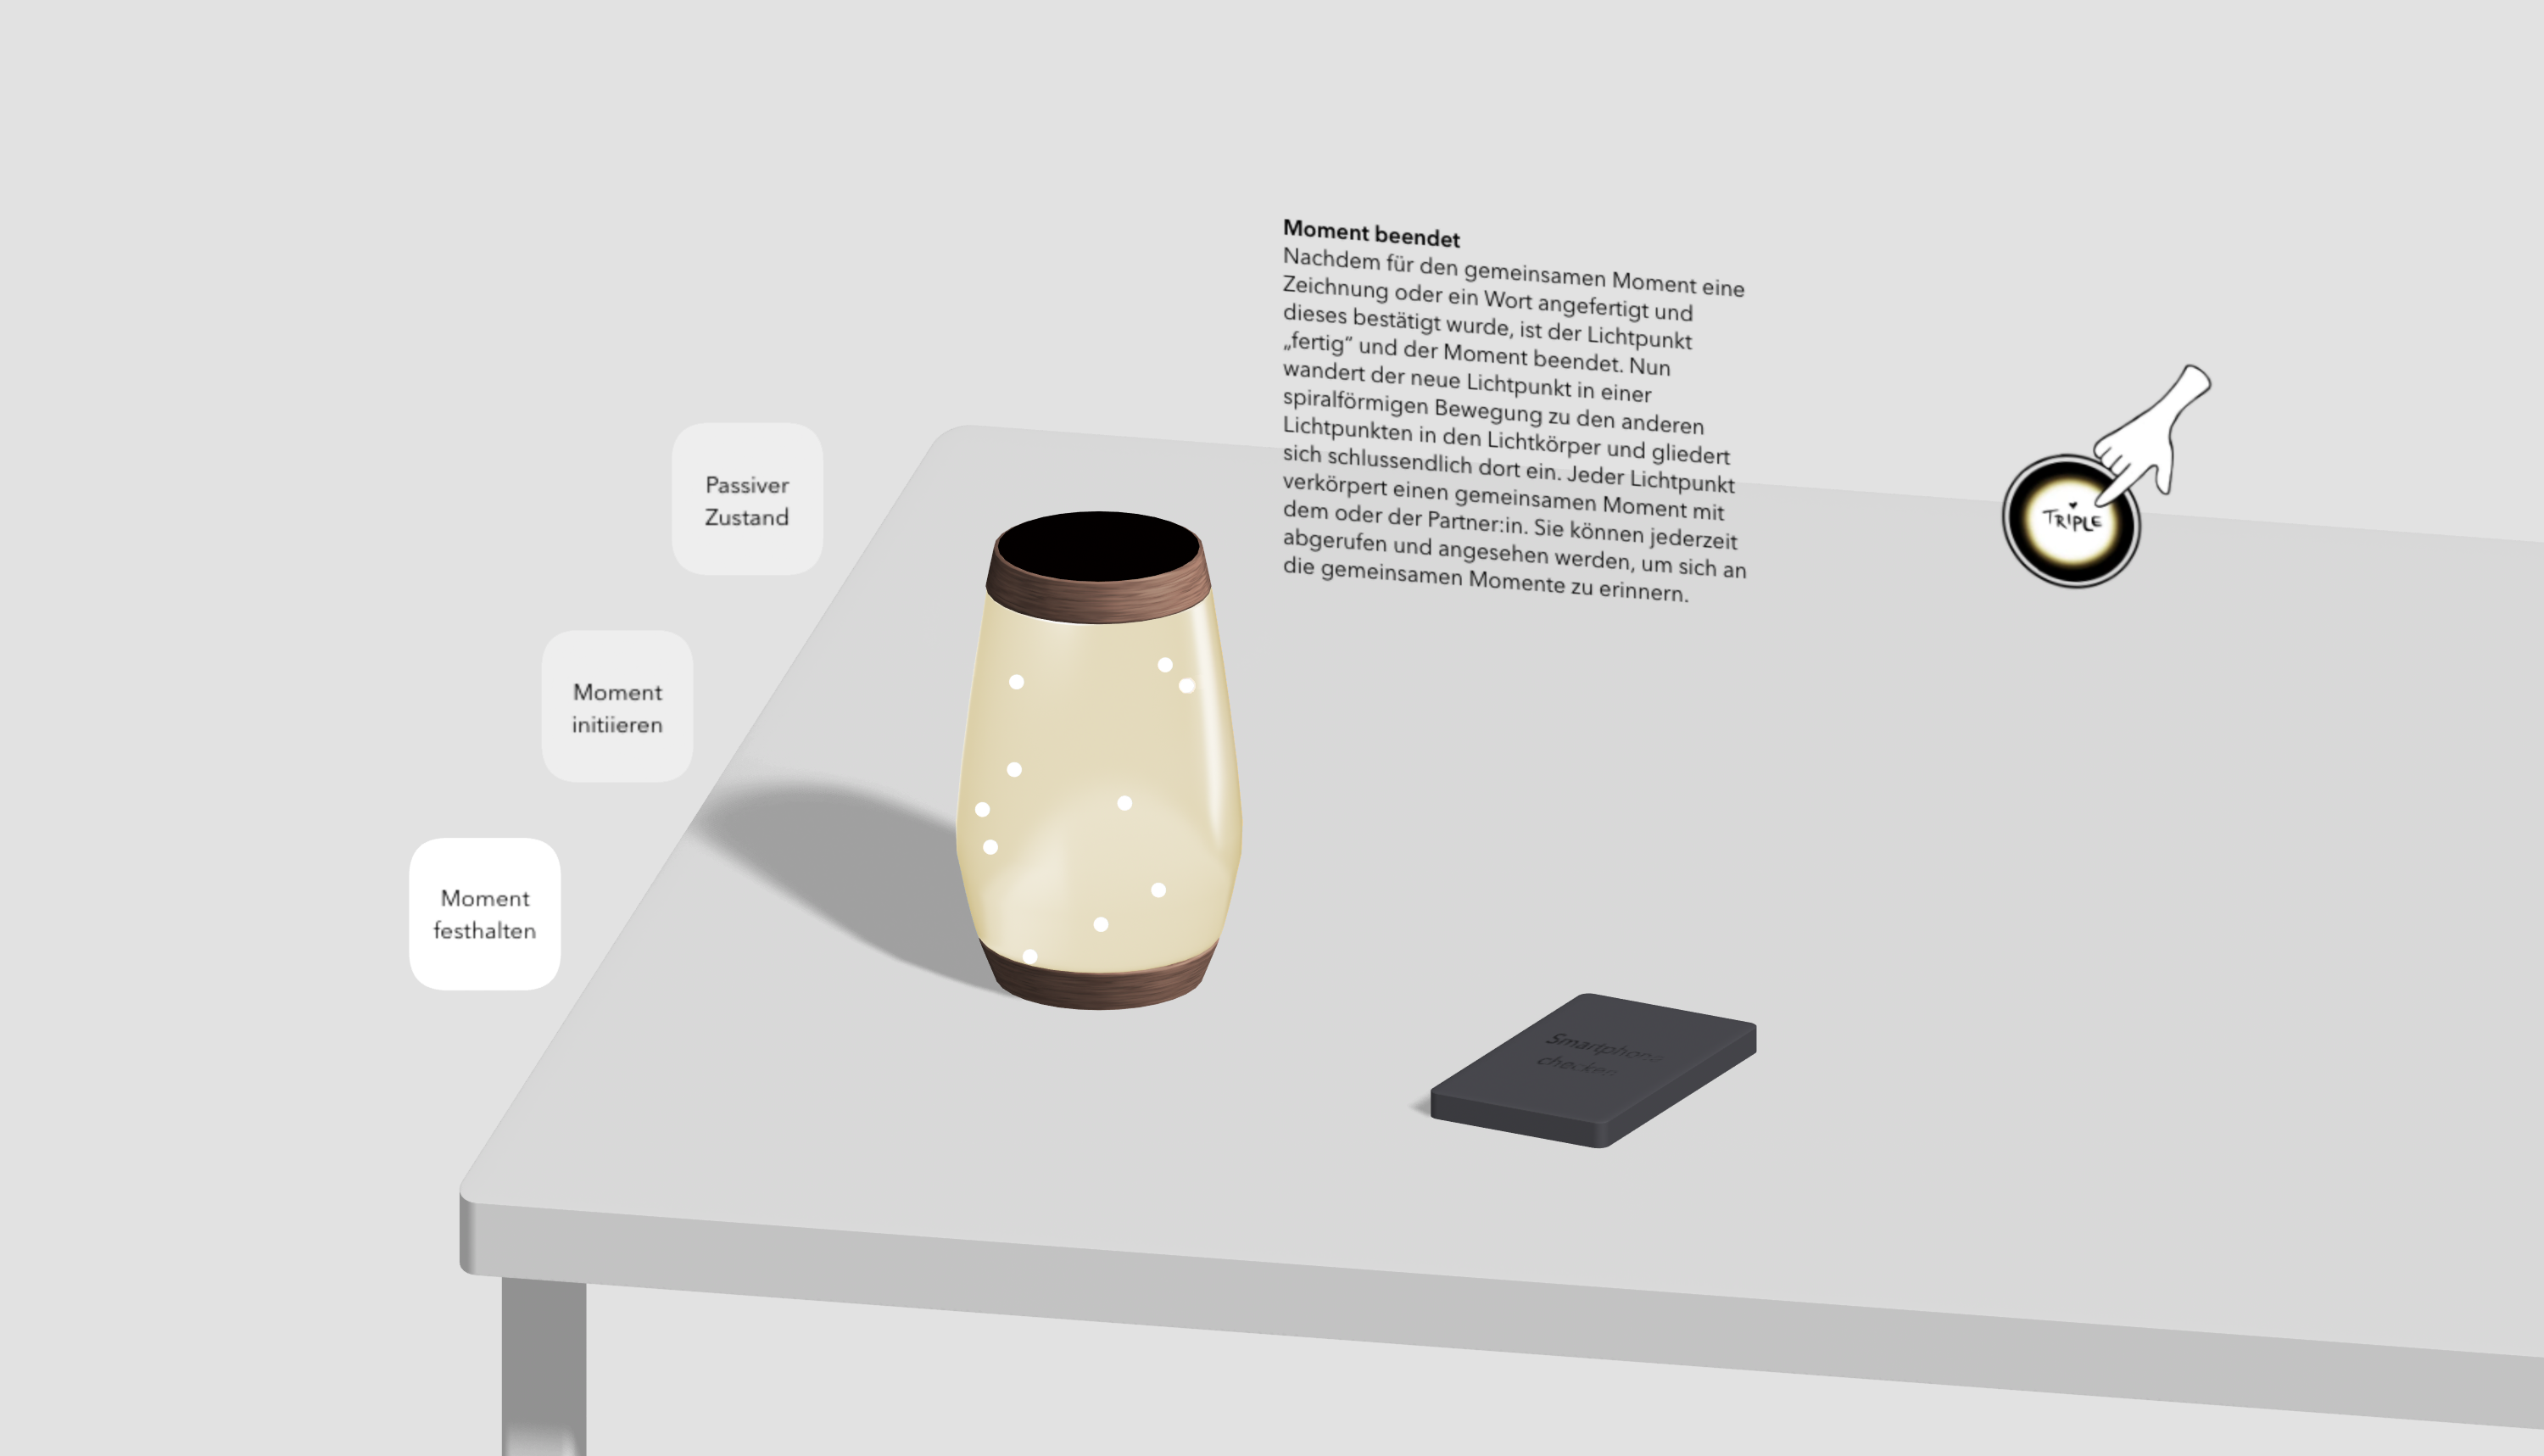 Moment beendet
Nachdem für den gemeinsamen Moment eine
Zeichnung oder ein Wort angefertigt und
dieses bestätigt wurde, ist der Lichtpunkt
„fertig“ und der Moment beendet. Nun
wandert der neue Lichtpunkt in einer
spiralförmigen Bewegung zu den anderen
Lichtpunkten in den Lichtkörper und gliedert
sich schlussendlich dort ein. Jeder Lichtpunkt
verkörpert einen gemeinsamen Moment mit
dem oder der Partner:in. Sie können jederzeit
abgerufen und angesehen werden, um sich an
die gemeinsamen Momente zu erinnern.
Passiver
Zustand
Moment
initiieren
Moment
festhalten
TRIPLE
Smartphone
checken